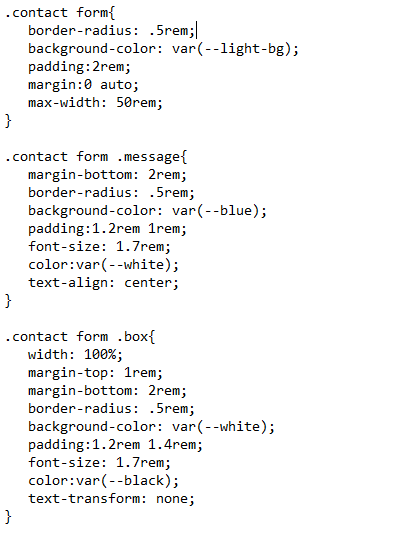 .contact form{
border-radius: .5rem;
background-color: var(--light-bg);
padding:2rem;
margin:0 auto;
max-width: 50rem;
}
.contact form .message{
margin-bottom: 2rem;
border-radius: .5rem;
background-color: var(--blue);
padding:1.2rem 1rem;
font-size: 1.7rem;
color:var(--white);
text-align: center;
}
.contact form .box{
width: 100%;
margin-top: 1rem;
margin-bottom: 2rem;
border-radius: .5rem;
background-color: var(--white);
padding:1.2rem 1.4rem;
font-size: 1.7rem;
color:var(--black);
text-transform: none;
}